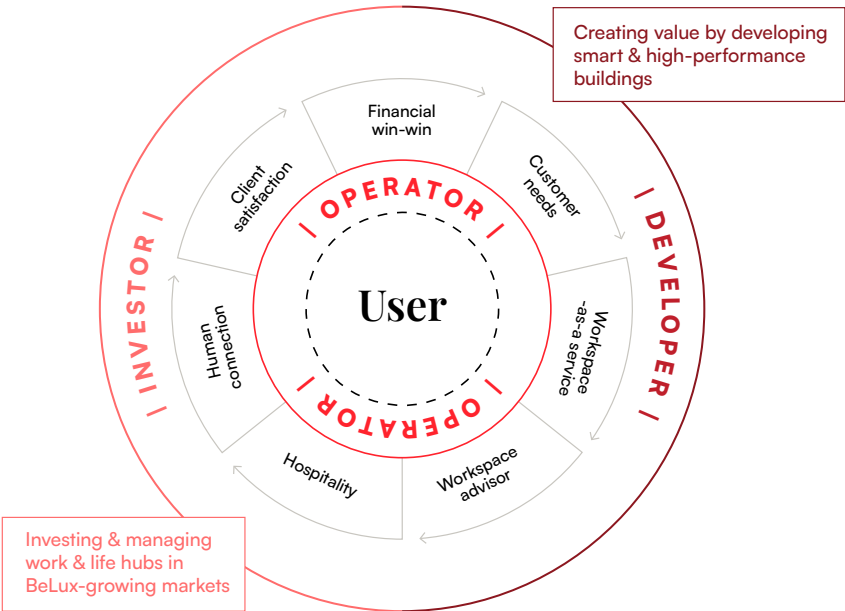 Creating value by developing
smart & high-performance
buildings
Financial
win-win
Customer
needs
Workspace
-as-a service
Workspace
advisor
Hospitality
Human
connection
Client
satisfaction
| OPERATOR |
User
| OPERATOR |
| INVESTOR |
| DEVELOPER |
Investing & managing
work & life hubs in
BeLux-growing markets